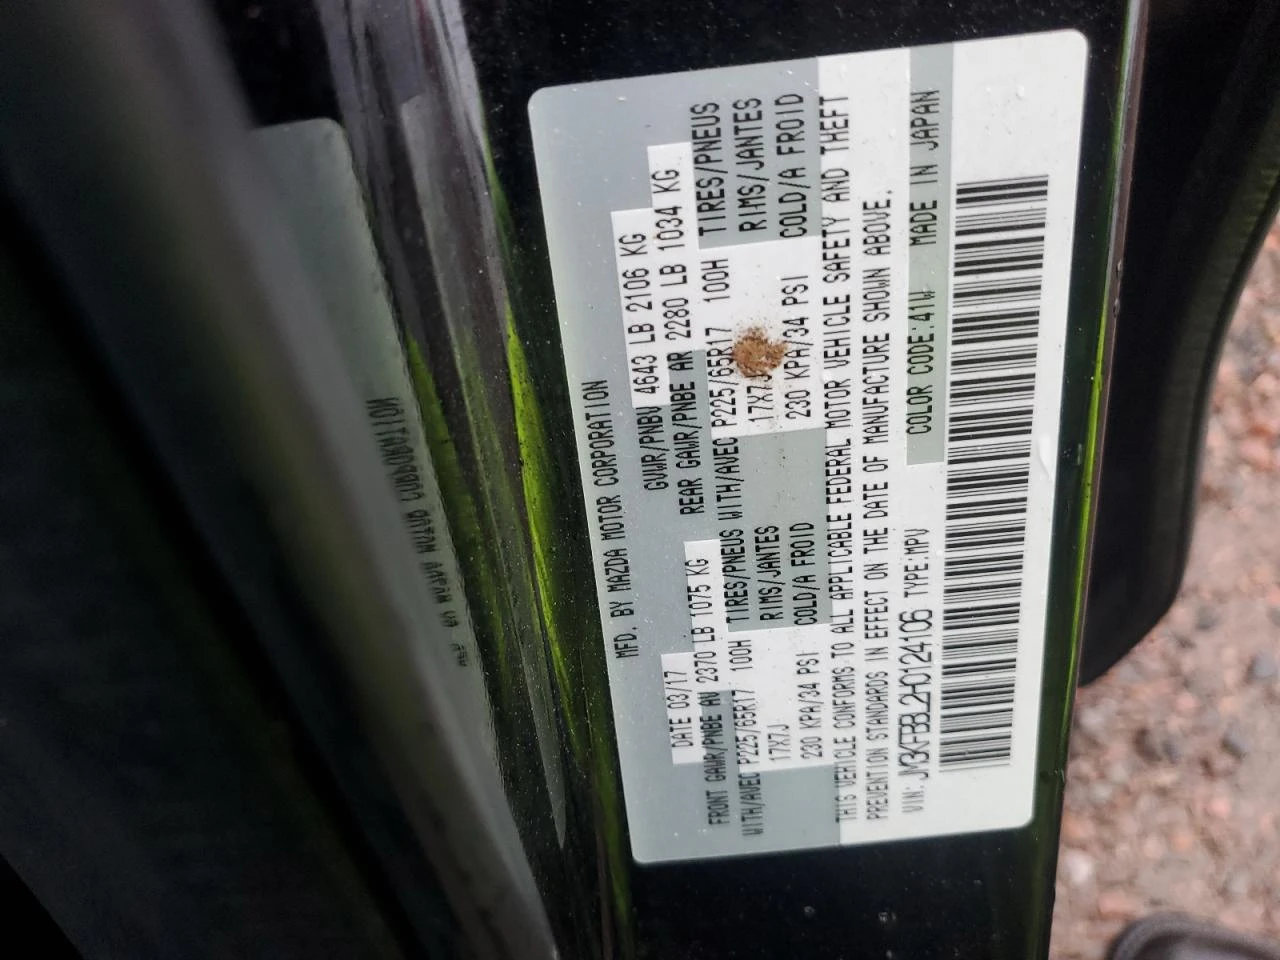 MFD. BY MAZDA MOTOR CORPORATION
DATE 03/17 GVWR/PNBV 4643 LB 2106 KG
FRONT GAWR/PNBE AV 2370 LB 1075 KG REAR GAWR/PNBE AR 2280 LB 1034 KG
WITH/AVEC P225/65R17 100H TIRES/PNEUS WITH/AVEC P225/65R17 100H TIRES/PNEUS
17X7J RIMS/JANTES 17X7J RIMS/JANTES
230 KPA/34 PSI COLD/A FROID 230 KPA/34 PSI COLD/A FROID
THIS VEHICLE CONFORMS TO ALL APPLICABLE FEDERAL MOTOR VEHICLE SAFETY AND THEFT
PREVENTION STANDARDS IN EFFECT ON THE DATE OF MANUFACTURE SHOWN ABOVE.
VIN: JM3KFBBL2H0124106 TYPE:MPV COLOR CODE:41W MADE IN JAPAN